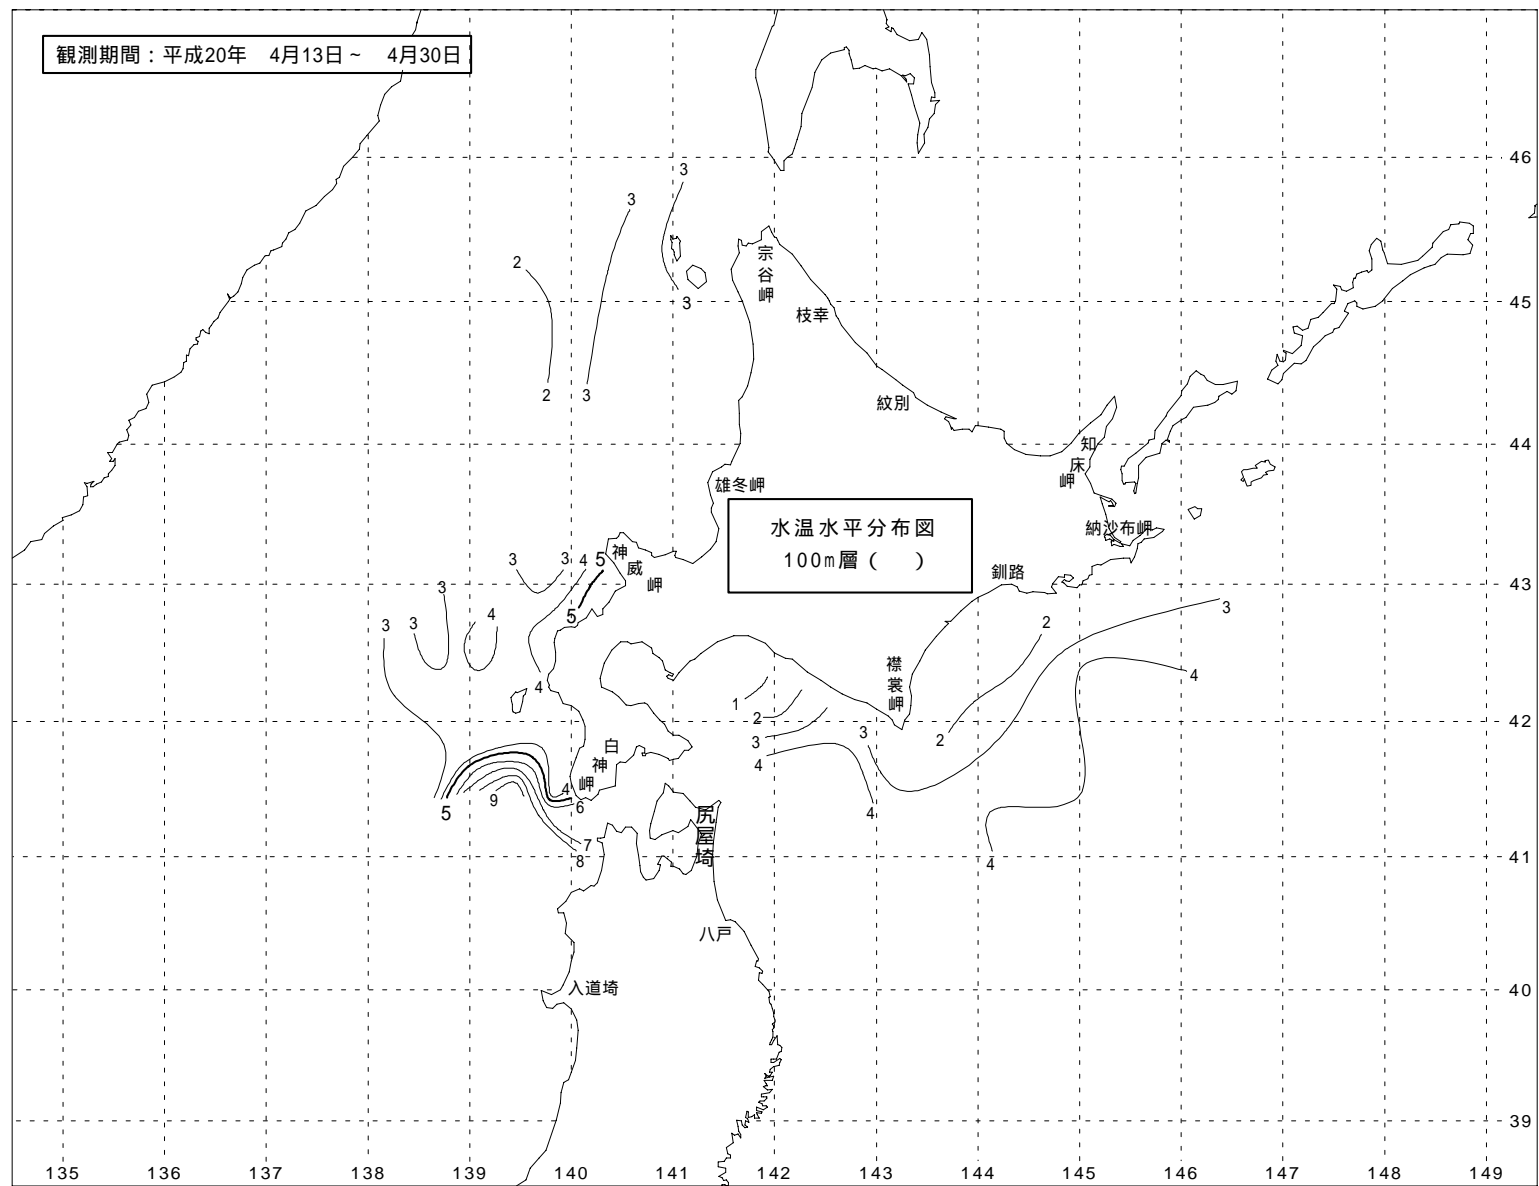 観測期間：平成20年　4月13日～　4月30日
46
3
3
宗谷岬
2
3
45
枝幸
2
3
紋別
44
知床岬
雄冬岬
水温水平分布図
100m層（　）
納沙布岬
神威岬
3
3
4
5
釧路
43
3
4
5
3
3
2
3
4
4
襟裳岬
1
2
3
4
3
2
42
白神岬
4
9
6
5
尻屋埼
4
7
8
4
41
八戸
入道埼
40
39
135 136 137 138 139 140 141 142 143 144 145 146 147 148 149